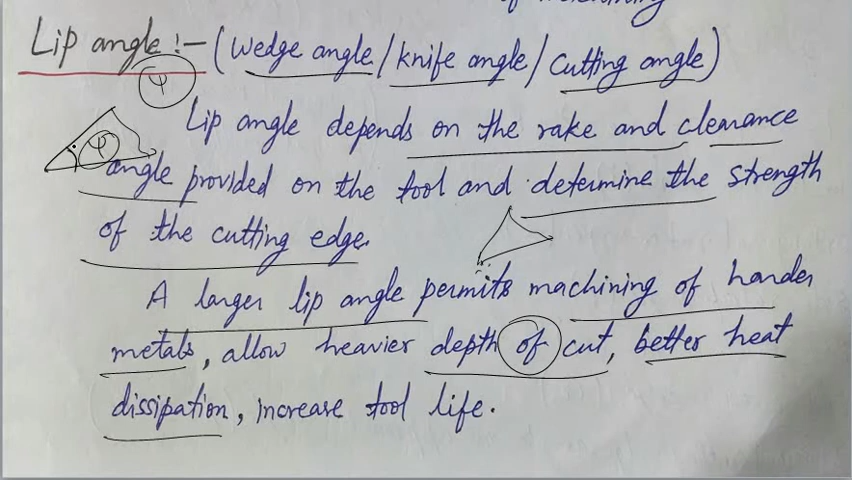 of machining
Lip angle :- (Wedge angle / knife angle / Cutting angle)
φ
Lip angle depends on the rake and clearance
φ
angle provided on the tool and determine the strength
of the cutting edge.
A larger lip angle permits machining of harder
metals, allow heavier depth of cut, better heat
dissipation, increase tool life.